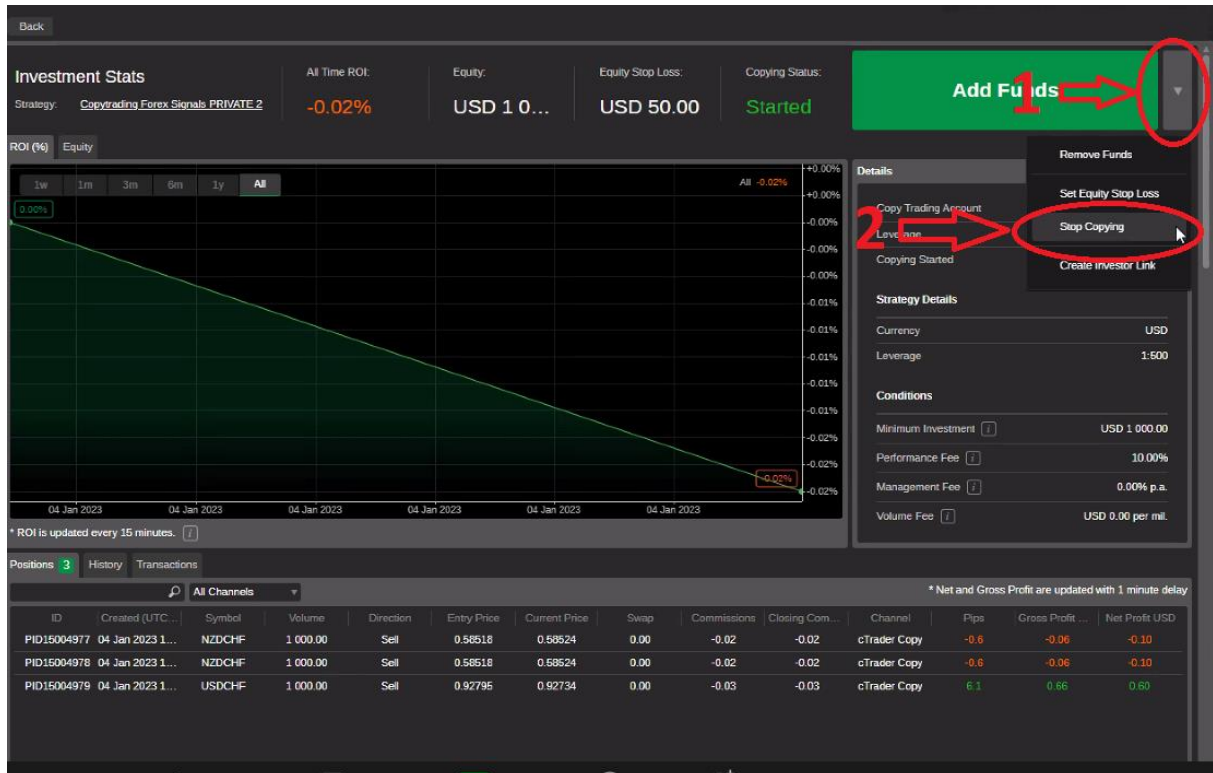 Back
Investment Stats
Strategy: Copytrading Forex Signals PRIVATE 2
All Time ROI:
-0.02%
Equity:
USD 1 0...
Equity Stop Loss:
USD 50.00
Copying Status:
Started
Add Funds
1
Remove Funds
Set Equity Stop Loss
2
Stop Copying
Create Investor Link
ROI (%) Equity
1w 1m 3m 6m 1y All
All -0.02%
0.00%
+0.00%
+0.00%
-0.00%
-0.00%
-0.00%
-0.01%
-0.01%
-0.01%
-0.01%
-0.01%
-0.02%
-0.02%
-0.02%
-0.02%
04 Jan 2023 04 Jan 2023 04 Jan 2023 04 Jan 2023 04 Jan 2023 04 Jan 2023
* ROI is updated every 15 minutes. i
Details
Copy Trading Account
Leverage
Copying Started
Strategy Details
Currency USD
Leverage 1:500
Conditions
Minimum Investment i USD 1 000.00
Performance Fee i 10.00%
Management Fee i 0.00% p.a.
Volume Fee i USD 0.00 per mil.
Positions 3 History Transactions
All Channels
* Net and Gross Profit are updated with 1 minute delay
ID Created (UTC... Symbol Volume Direction Entry Price Current Price Swap Commissions Closing Com... Channel Pips Gross Profit ... Net Profit USD
PID15004977 04 Jan 2023 1... NZDCHF 1 000.00 Sell 0.58518 0.58524 0.00 -0.02 -0.02 cTrader Copy -0.6 -0.06 -0.10
PID15004978 04 Jan 2023 1... NZDCHF 1 000.00 Sell 0.58518 0.58524 0.00 -0.02 -0.02 cTrader Copy -0.6 -0.06 -0.10
PID15004979 04 Jan 2023 1... USDCHF 1 000.00 Sell 0.92795 0.92734 0.00 -0.03 -0.03 cTrader Copy 6.1 0.66 0.60